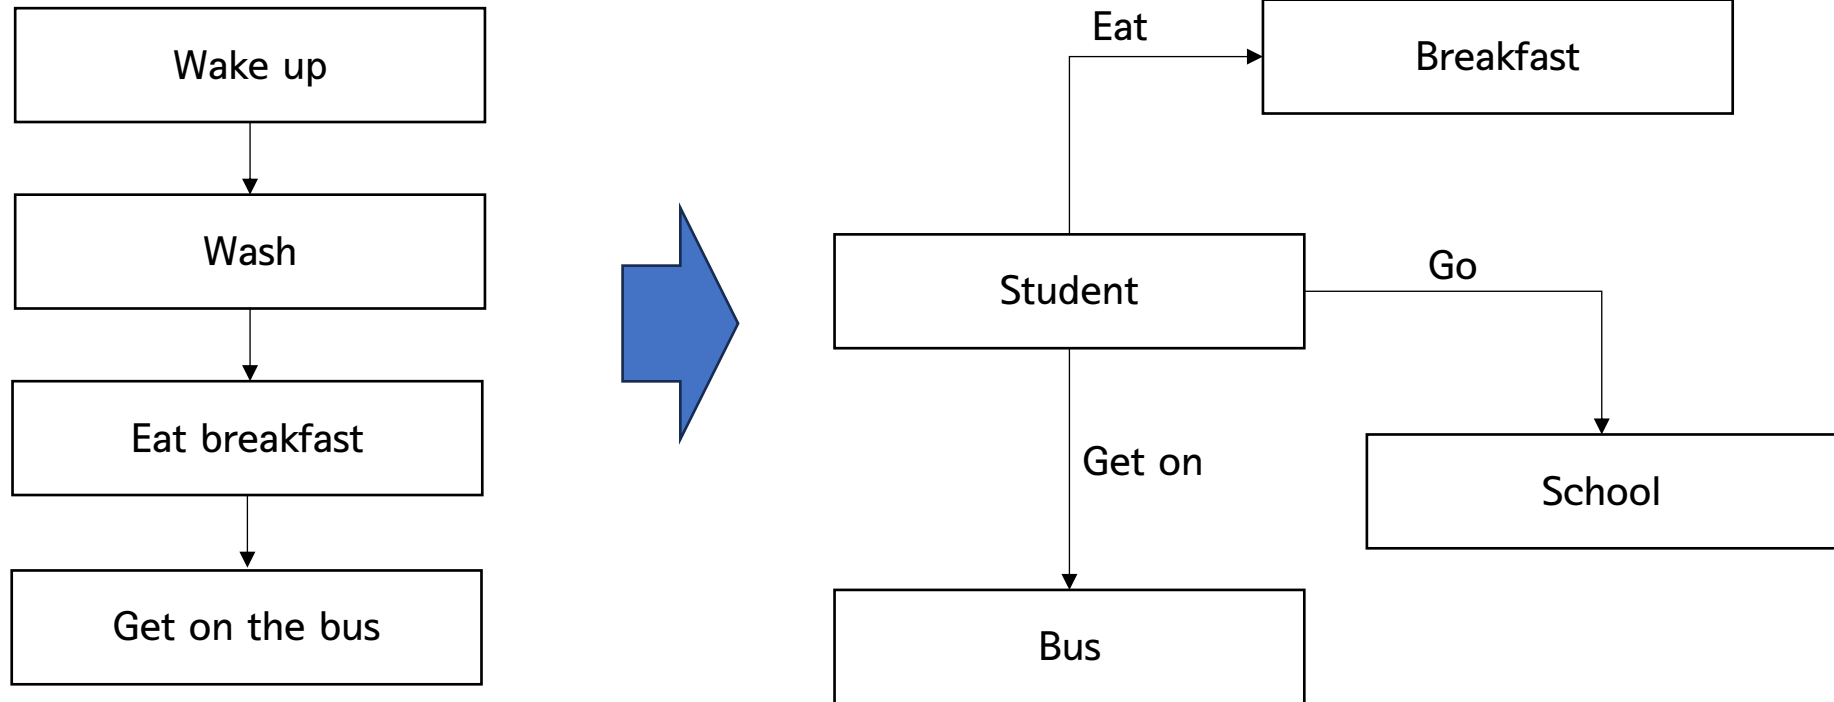 Wake up
Wash
Eat breakfast
Get on the bus
Eat
Breakfast
Student
Go
Get on
School
Bus